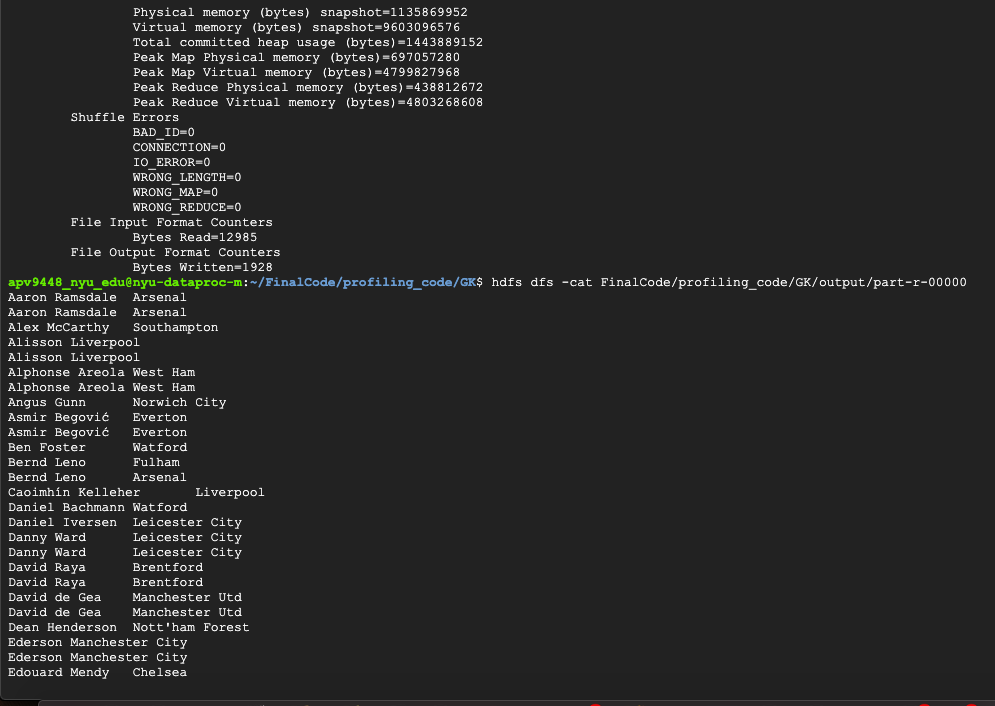 Physical memory (bytes) snapshot=1135869952
Virtual memory (bytes) snapshot=9603096576
Total committed heap usage (bytes)=1443889152
Peak Map Physical memory (bytes)=697057280
Peak Map Virtual memory (bytes)=4799827968
Peak Reduce Physical memory (bytes)=438812672
Peak Reduce Virtual memory (bytes)=4803268608
Shuffle Errors
BAD_ID=0
CONNECTION=0
IO_ERROR=0
WRONG_LENGTH=0
WRONG_MAP=0
WRONG_REDUCE=0
File Input Format Counters
Bytes Read=12985
File Output Format Counters
Bytes Written=1928
apv9448_nyu_edu@nyu-dataproc-m:~/FinalCode/profiling_code/GK$ hdfs dfs -cat FinalCode/profiling_code/GK/output/part-r-00000
Aaron Ramsdale  Arsenal
Aaron Ramsdale  Arsenal
Alex McCarthy   Southampton
Alisson Liverpool
Alisson Liverpool
Alphonse Areola West Ham
Alphonse Areola West Ham
Angus Gunn      Norwich City
Asmir Begović   Everton
Asmir Begović   Everton
Ben Foster      Watford
Bernd Leno      Fulham
Bernd Leno      Arsenal
Caoimhín Kelleher       Liverpool
Daniel Bachmann Watford
Daniel Iversen  Leicester City
Danny Ward      Leicester City
Danny Ward      Leicester City
David Raya      Brentford
David Raya      Brentford
David de Gea    Manchester Utd
David de Gea    Manchester Utd
Dean Henderson  Nott'ham Forest
Ederson Manchester City
Ederson Manchester City
Edouard Mendy   Chelsea